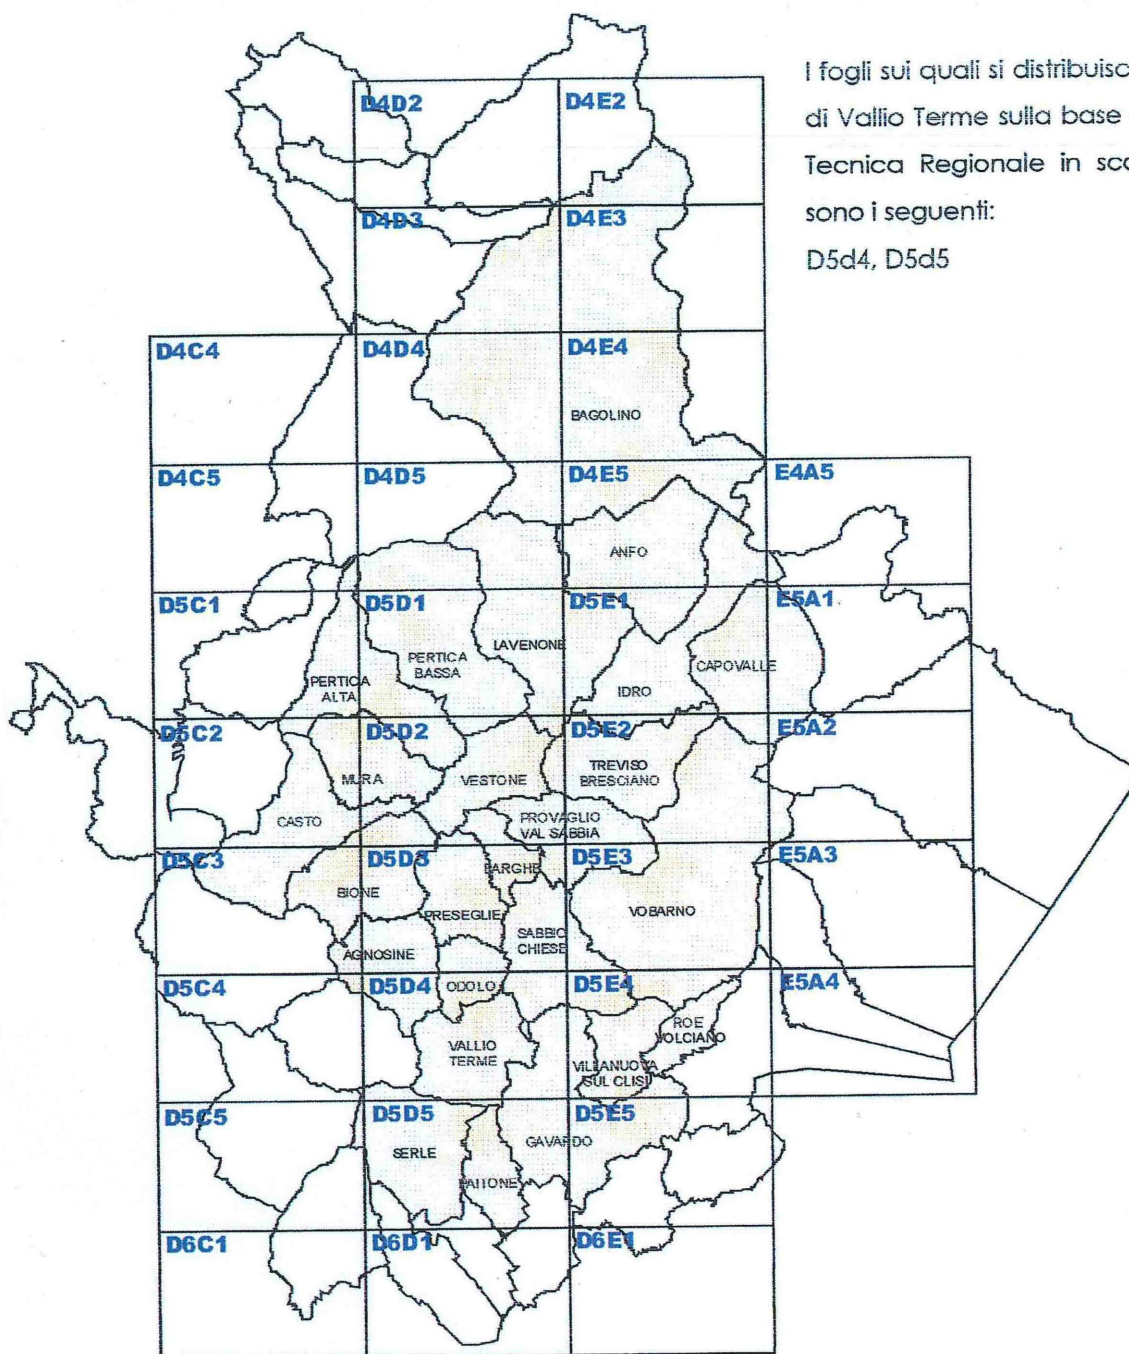 I fogli sui quali si distribuisc
di Vallio Terme sulla base
Tecnica Regionale in sca
sono i seguenti:
D5d4, D5d5
D4D2 D4E2
D4D3 D4E3
D4C4 D4D4 D4E4
BAGOLINO
D4C5 D4D5 D4E5 E4A5
ANFO
D5C1 D5D1 D5E1 E5A1
LAVENONE
PERTICA
BASSA
CAPOVALLE
PERTICA
ALTA
IDRO
D5C2 D5D2 D5E2 E5A2
MURA
VESTONE
TREVISO
BRESCIANO
CASTO
PROVAGLIO
VAL SABBIA
D5C3 D5D3 D5E3 E5A3
BARGHE
BIONE
PRESEGLIE
VOBARNO
SABBIO
CHIESE
AGNOSINE
D5C4 D5D4 ODOLO D5E4 E5A4
ROE
VOLCIANO
VALLIO
TERME
VILLANUOVA
SUL CLISI
D5C5 D5D5 D5E5
SERLE
GAVARDO
PAITONE
D6C1 D6D1 D6E1